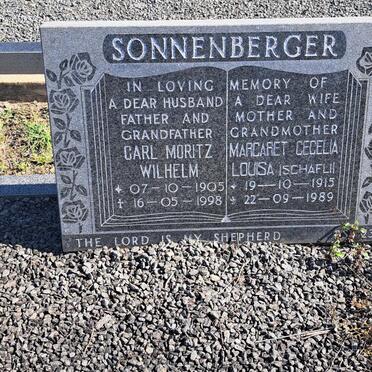 SONNENBERGER
IN LOVING
A DEAR HUSBAND
FATHER AND
GRANDFATHER
CARL MORITZ
WILHELM
07-10-1905
16-05-1998
MEMORY OF
A DEAR WIFE
MOTHER AND
GRANDMOTHER
MARGARET CECELIA
LOUISA (SCHAFLI)
19-10-1915
22-09-1989
THE LORD IS MY SHEPHERD